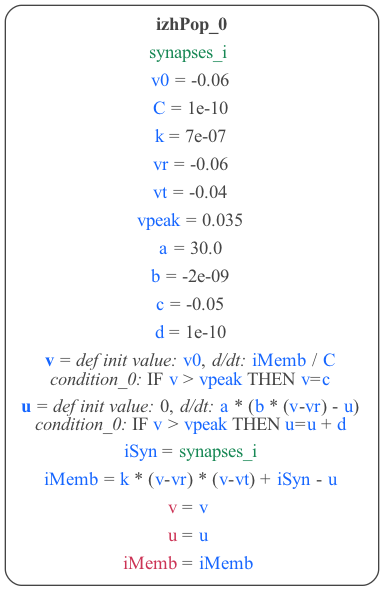 izhPop_0
synapses_i
v0 = -0.06
C = 1e-10
k = 7e-07
vr = -0.06
vt = -0.04
vpeak = 0.035
a = 30.0
b = -2e-09
c = -0.05
d = 1e-10
v = def init value: v0, d/dt: iMemb / C
condition_0: IF v > vpeak THEN v=c
u = def init value: 0, d/dt: a * (b * (v-vr) - u)
condition_0: IF v > vpeak THEN u=u + d
iSyn = synapses_i
iMemb = k * (v-vr) * (v-vt) + iSyn - u
v = v
u = u
iMemb = iMemb